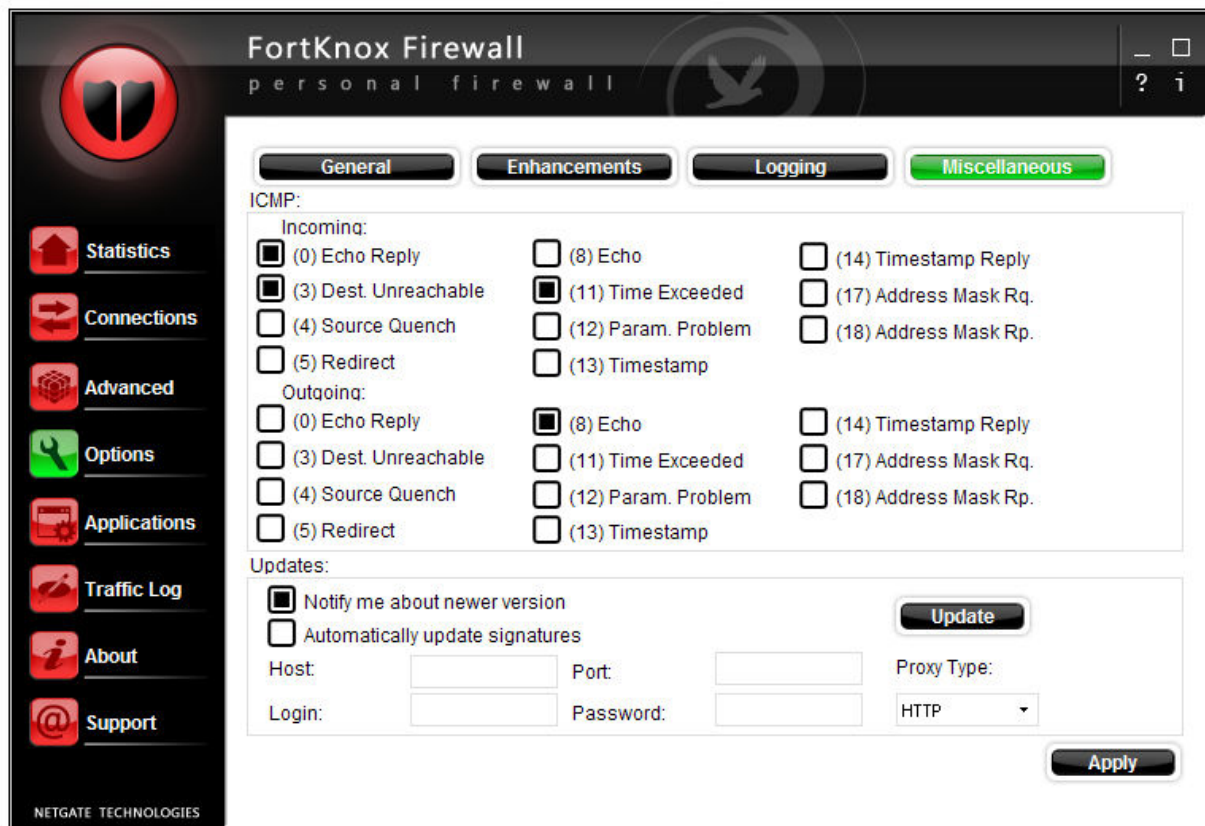 FortKnox Firewall
personal firewall
? i
General Enhancements Logging Miscellaneous
ICMP:
Incoming:
(0) Echo Reply (8) Echo (14) Timestamp Reply
(3) Dest. Unreachable (11) Time Exceeded (17) Address Mask Rq.
(4) Source Quench (12) Param. Problem (18) Address Mask Rp.
(5) Redirect (13) Timestamp
Outgoing:
(0) Echo Reply (8) Echo (14) Timestamp Reply
(3) Dest. Unreachable (11) Time Exceeded (17) Address Mask Rq.
(4) Source Quench (12) Param. Problem (18) Address Mask Rp.
(5) Redirect (13) Timestamp
Updates:
Notify me about newer version
Update
Automatically update signatures
Host: Port: Proxy Type:
Login: Password: HTTP
Apply
Statistics
Connections
Advanced
Options
Applications
Traffic Log
About
Support
NETGATE TECHNOLOGIES